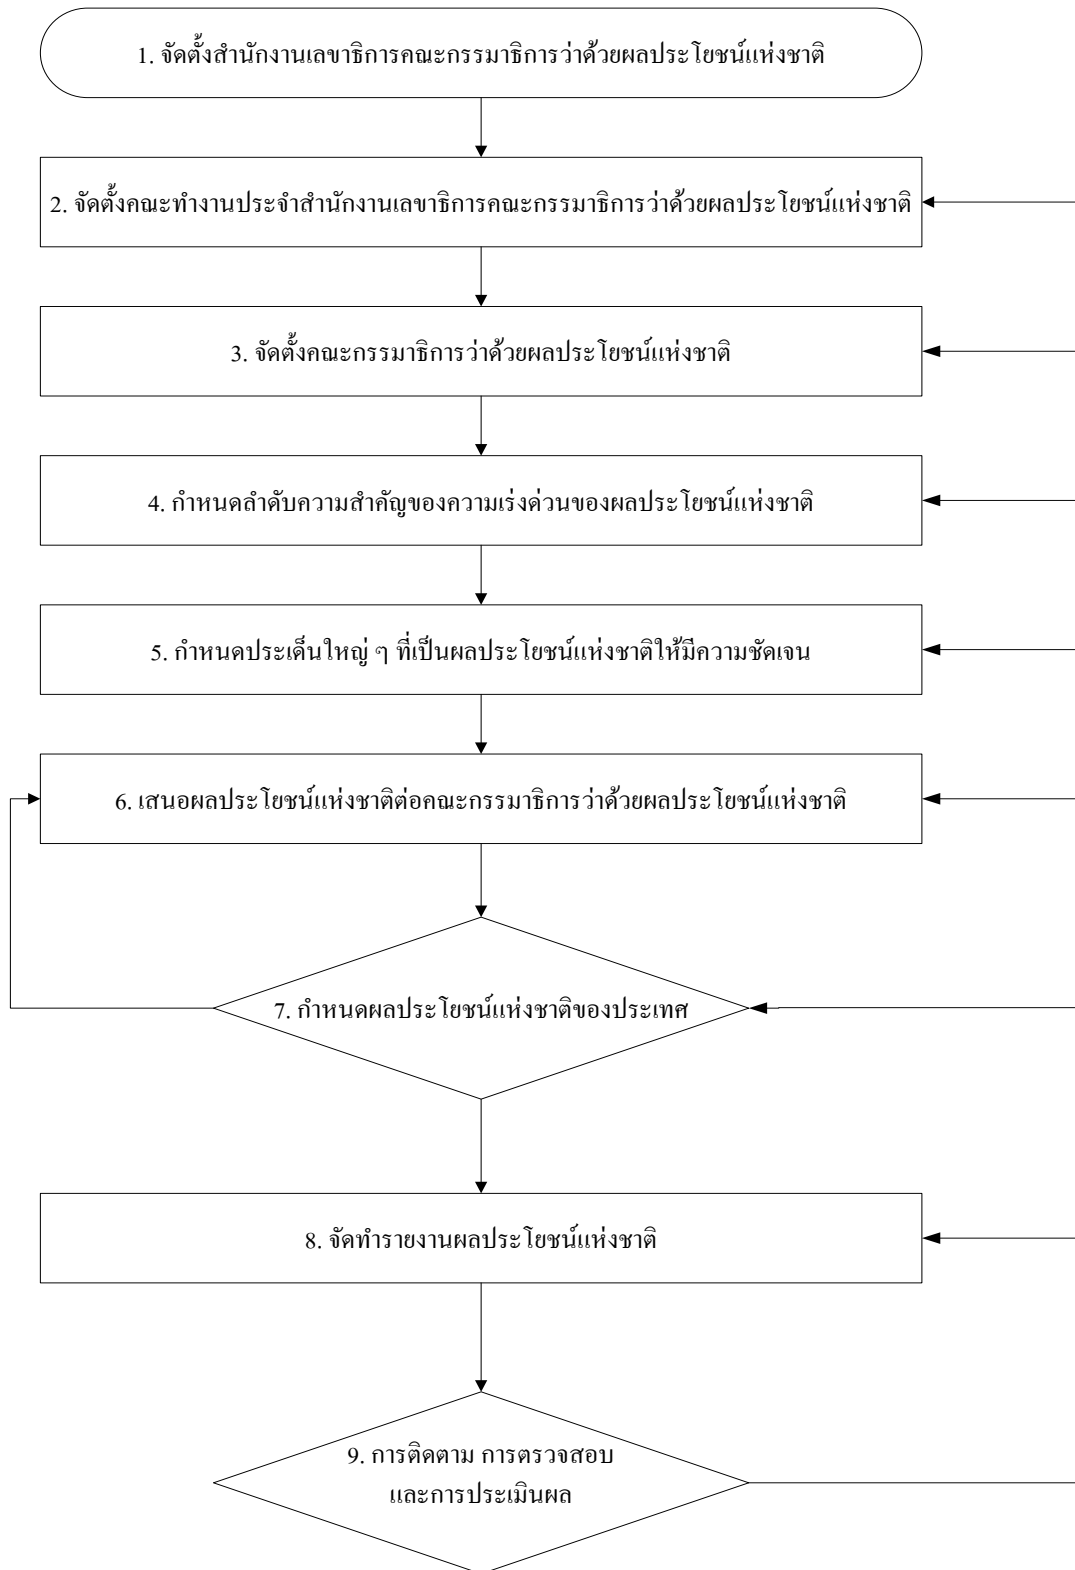 1. จัดตั้งสำนักงานเลขาธิการคณะกรรมาธิการว่าด้วยผลประโยชน์แห่งชาติ
2. จัดตั้งคณะทำงานประจำสำนักงานเลขาธิการคณะกรรมาธิการว่าด้วยผลประโยชน์แห่งชาติ
3. จัดตั้งคณะกรรมาธิการว่าด้วยผลประโยชน์แห่งชาติ
4. กำหนดลำดับความสำคัญของความเร่งด่วนของผลประโยชน์แห่งชาติ
5. กำหนดประเด็นใหญ่ ๆ ที่เป็นผลประโยชน์แห่งชาติให้มีความชัดเจน
6. เสนอผลประโยชน์แห่งชาติต่อคณะกรรมาธิการว่าด้วยผลประโยชน์แห่งชาติ
7. กำหนดผลประโยชน์แห่งชาติของประเทศ
8. จัดทำรายงานผลประโยชน์แห่งชาติ
9. การติดตาม การตรวจสอบ
และการประเมินผล